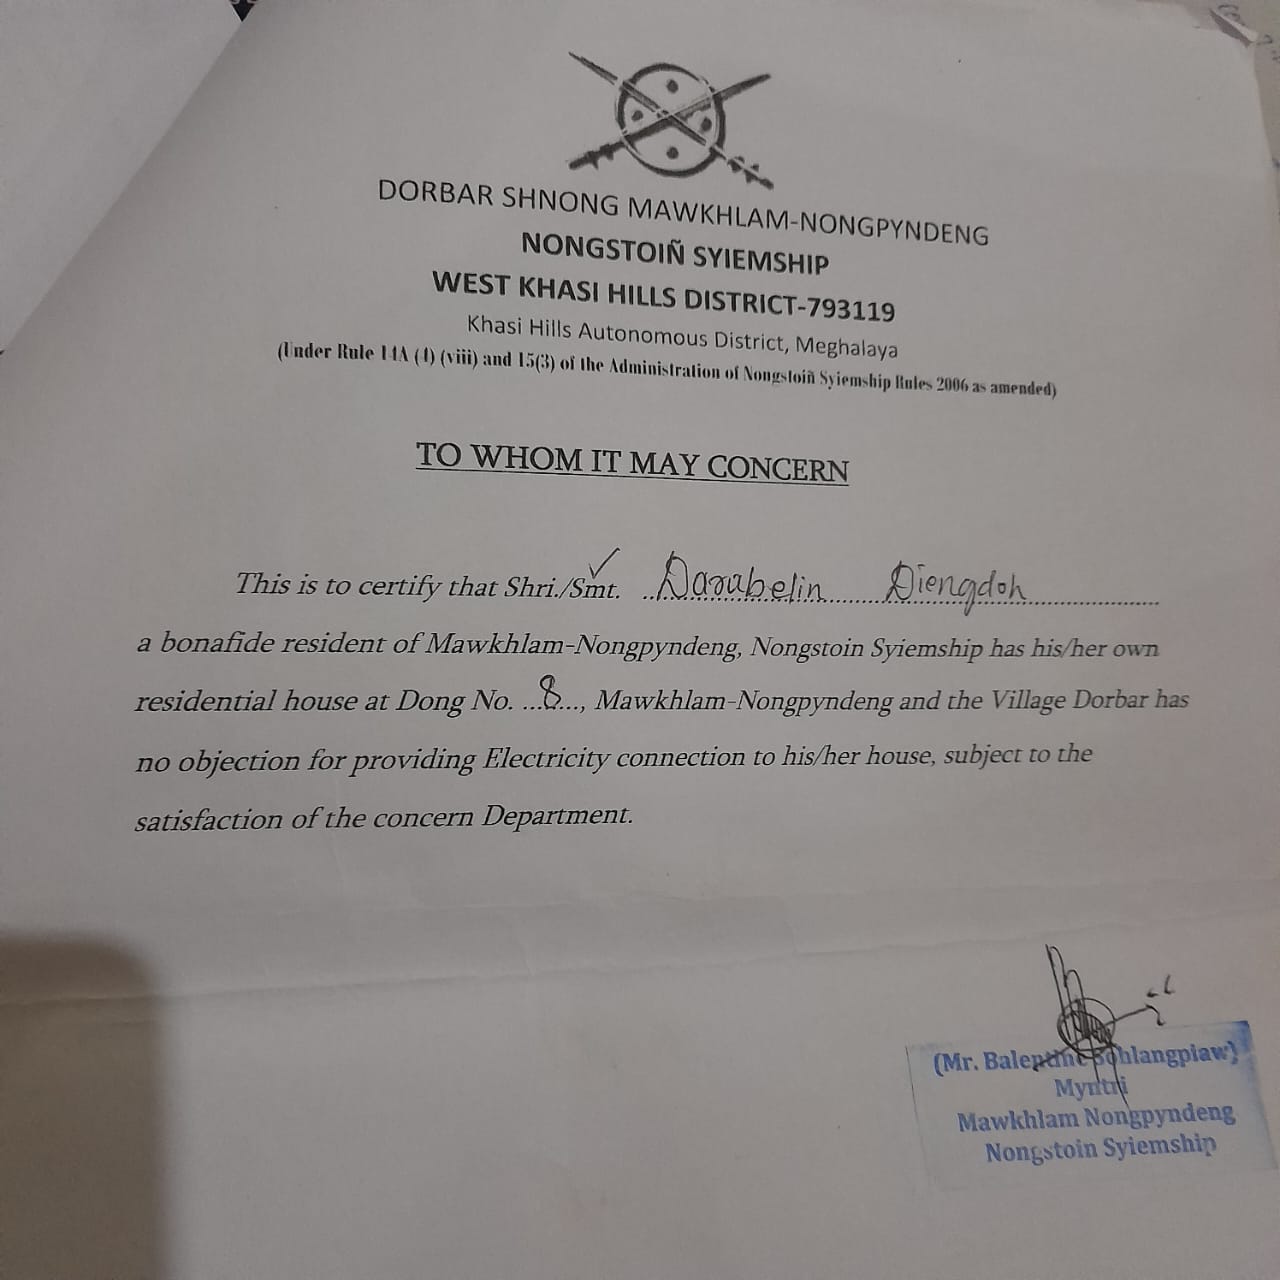 DORBAR SHNONG MAWKHLAM-NONGPYNDENG
NONGSTOIÑ SYIEMSHIP
WEST KHASI HILLS DISTRICT-793119
Khasi Hills Autonomous District, Meghalaya
(Under Rule 14A (4) (viii) and 15(3) of the Administration of Nongstoiñ Syiemship Rules 2006 as amended)
TO WHOM IT MAY CONCERN
This is to certify that Shri./Smt. Darabelin Diengdoh
a bonafide resident of Mawkhlam-Nongpyndeng, Nongstoin Syiemship has his/her own
residential house at Dong No. ...8..., Mawkhlam-Nongpyndeng and the Village Dorbar has
no objection for providing Electricity connection to his/her house, subject to the
satisfaction of the concern Department.
(Mr. Balentine Sohlangpiaw)
Myntri
Mawkhlam Nongpyndeng
Nongstoin Syiemship